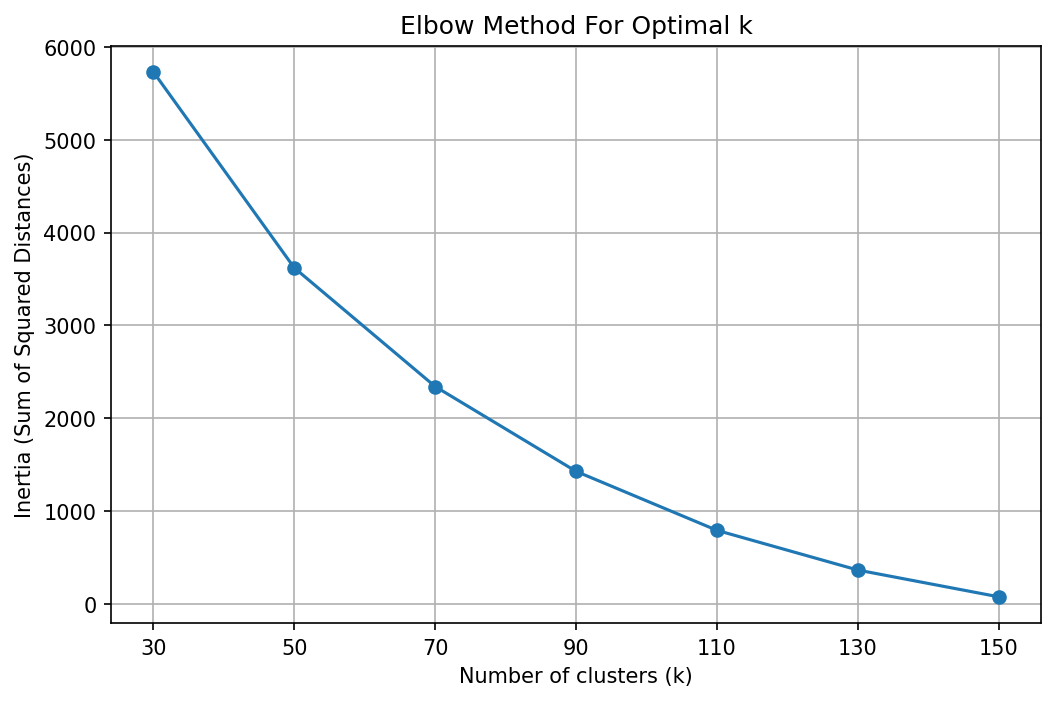 Elbow Method For Optimal k
6000
5000
4000
3000
2000
1000
0
Inertia (Sum of Squared Distances)
30 50 70 90 110 130 150
Number of clusters (k)